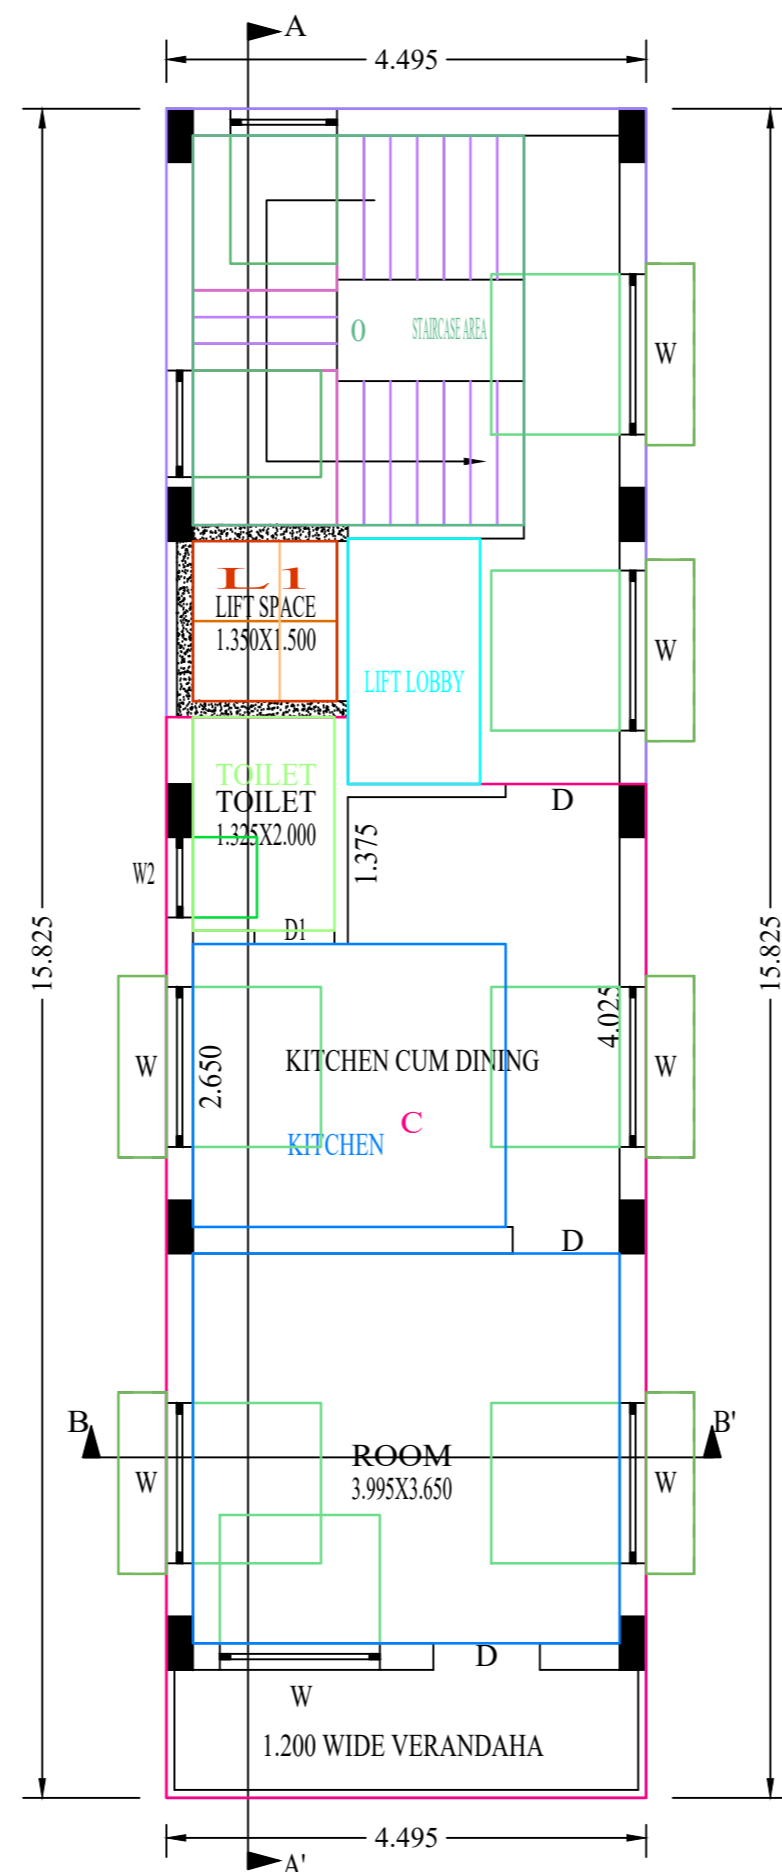 A
4.495
W
O
STAIRCASE AREA
L 1
LIFT SPACE
1.350X1.500
W
LIFT LOBBY
TOILET
TOILET
1.325X2.000
D
1.375
W2
D1
15.825
15.825
4.025
2.650
KITCHEN CUM DINING
W
W
C
KITCHEN
D
B
B'
ROOM
3.995X3.650
W
W
D
W
1.200 WIDE VERANDAHA
4.495
A'